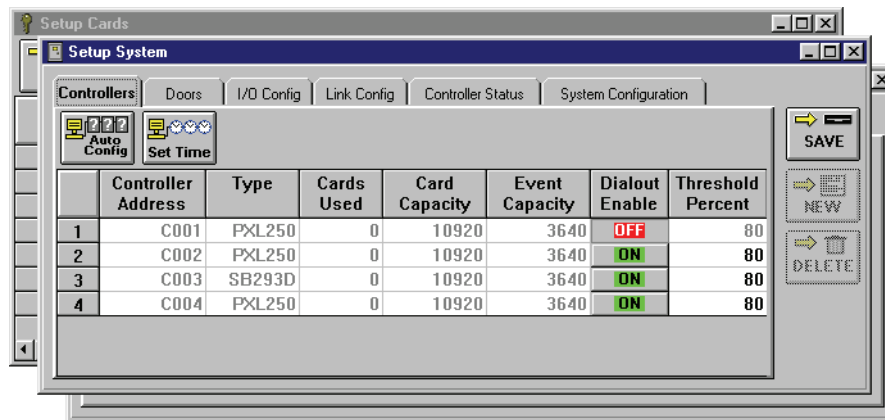 Setup Cards
Setup System
Controllers Doors I/O Config Link Config Controller Status System Configuration
??? Auto Config Set Time
SAVE
NEW
DELETE
Controller Address Type Cards Used Card Capacity Event Capacity Dialout Enable Threshold Percent
1 C001 PXL250 0 10920 3640 OFF 80
2 C002 PXL250 0 10920 3640 ON 80
3 C003 SB293D 0 10920 3640 ON 80
4 C004 PXL250 0 10920 3640 ON 80